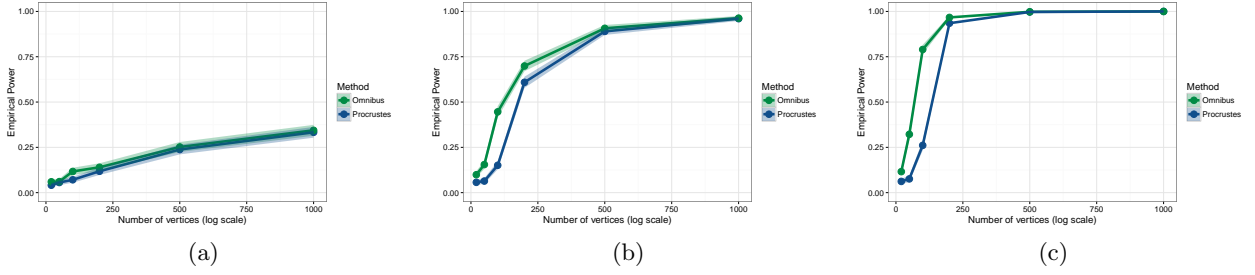 1.00
0.75
0.50
0.25
0.00
Empirical Power
0 250 500 750 1000
Number of vertices (log scale)
Method
Omnibus
Procrustes
(a)
1.00
0.75
0.50
0.25
0.00
Empirical Power
0 250 500 750 1000
Number of vertices (log scale)
Method
Omnibus
Procrustes
(b)
1.00
0.75
0.50
0.25
0.00
Empirical Power
0 250 500 750 1000
Number of vertices (log scale)
Method
Omnibus
Procrustes
(c)